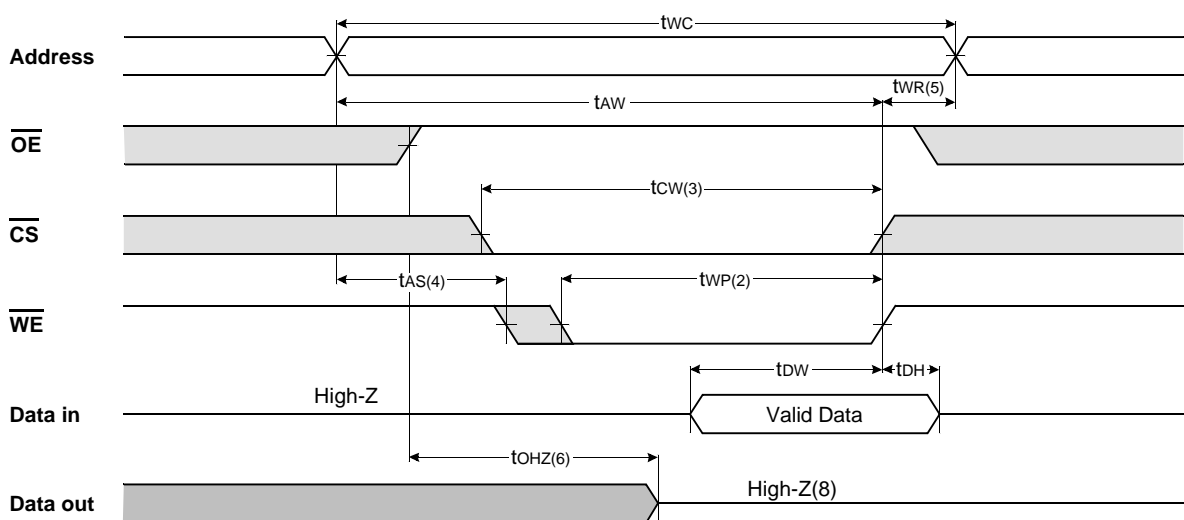 tWC
Address
tWR(5)
tAW
OE
tCW(3)
CS
tAS(4)
tWP(2)
WE
tDW
tDH
High-Z
Data in
Valid Data
tOHZ(6)
High-Z(8)
Data out